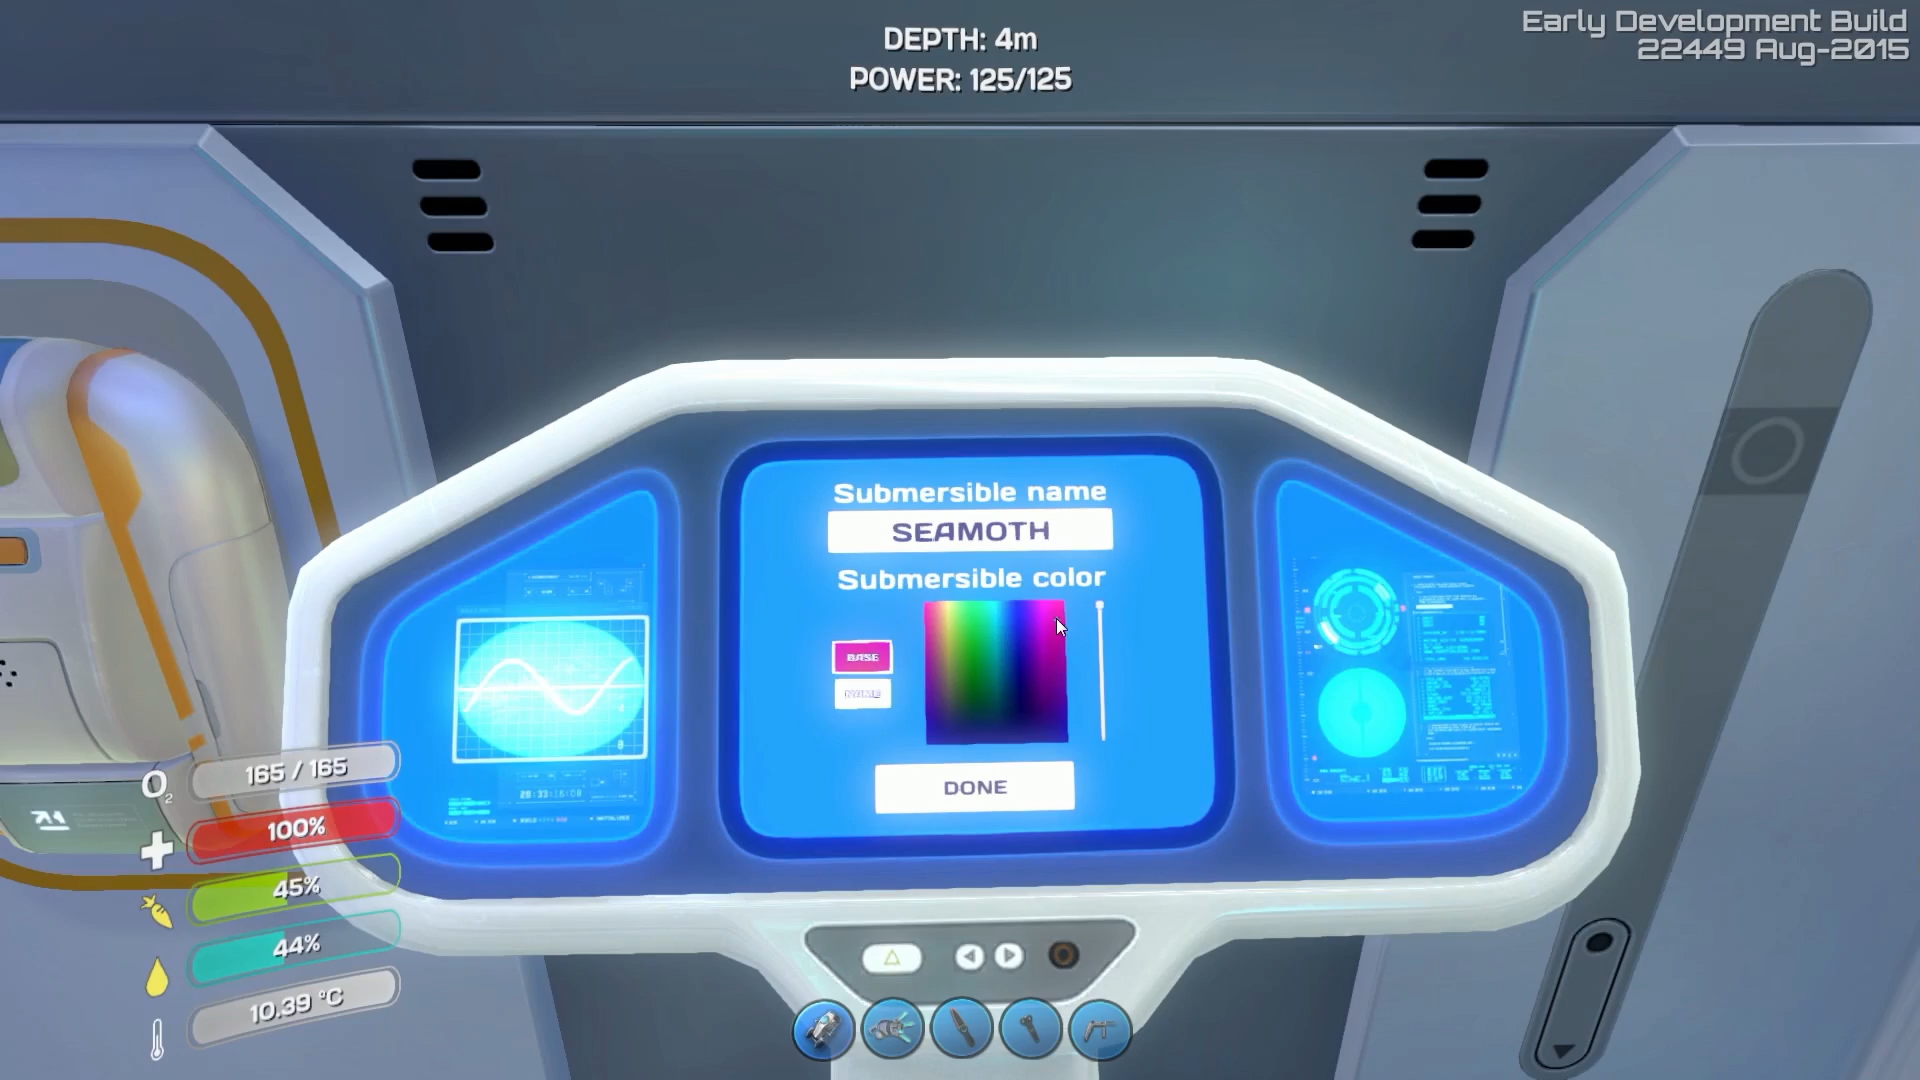 DEPTH: 4m
POWER: 125/125
Early Development Build
22449 Aug-2015
Submersible name
SEAMOTH
Submersible color
BASE
NAME
DONE
O2 165 / 165
100%
45%
44%
10.39 °C